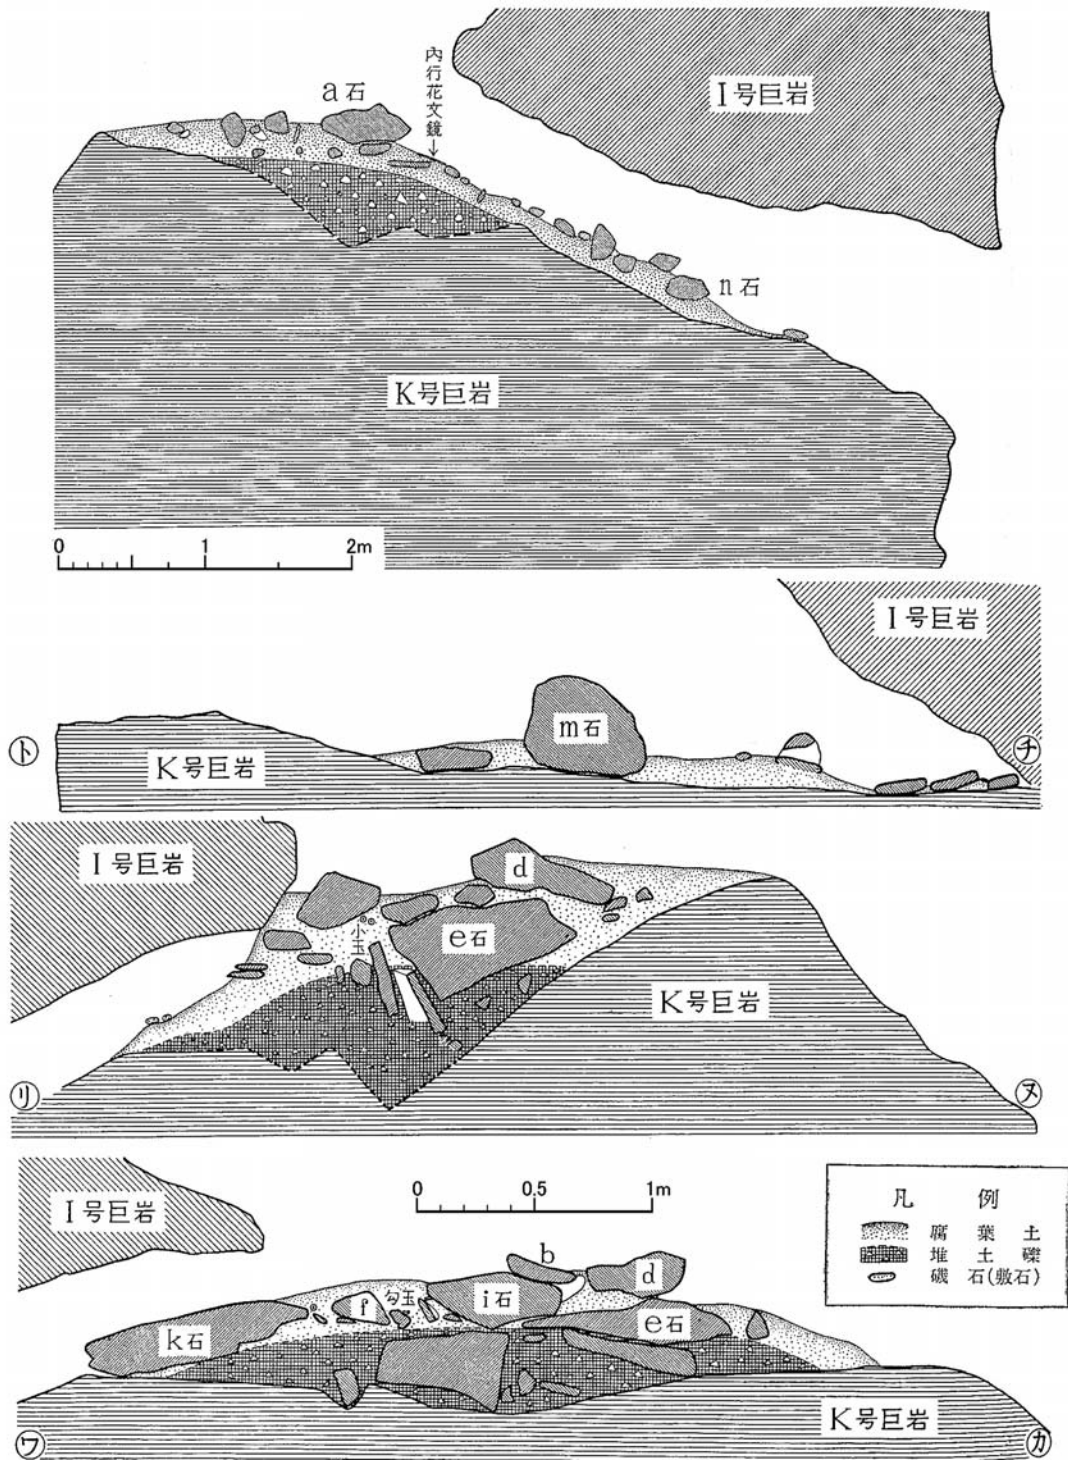 内行花文鏡
a石
I号巨岩
n石
K号巨岩
0 1 2m
I号巨岩
m石
ト
チ
K号巨岩
I号巨岩
d
小玉
e石
K号巨岩
リ
ヌ
0 0.5 1m
I号巨岩
凡例
腐葉土
堆土礫
磯石(敷石)
b
d
f
勾玉
i石
e石
k石
K号巨岩
ワ
カ